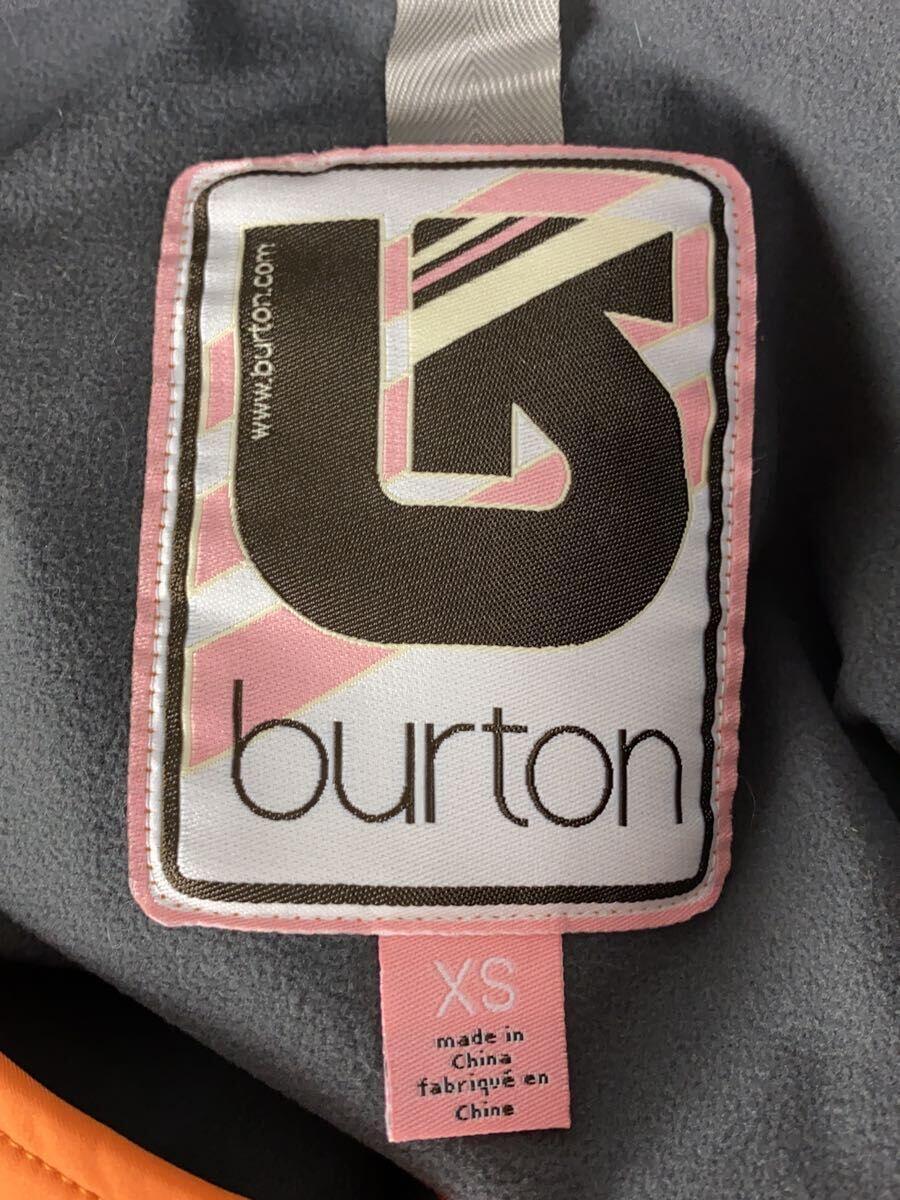 www.burton.com
burton
XS
made in
China
fabriqué en
Chine